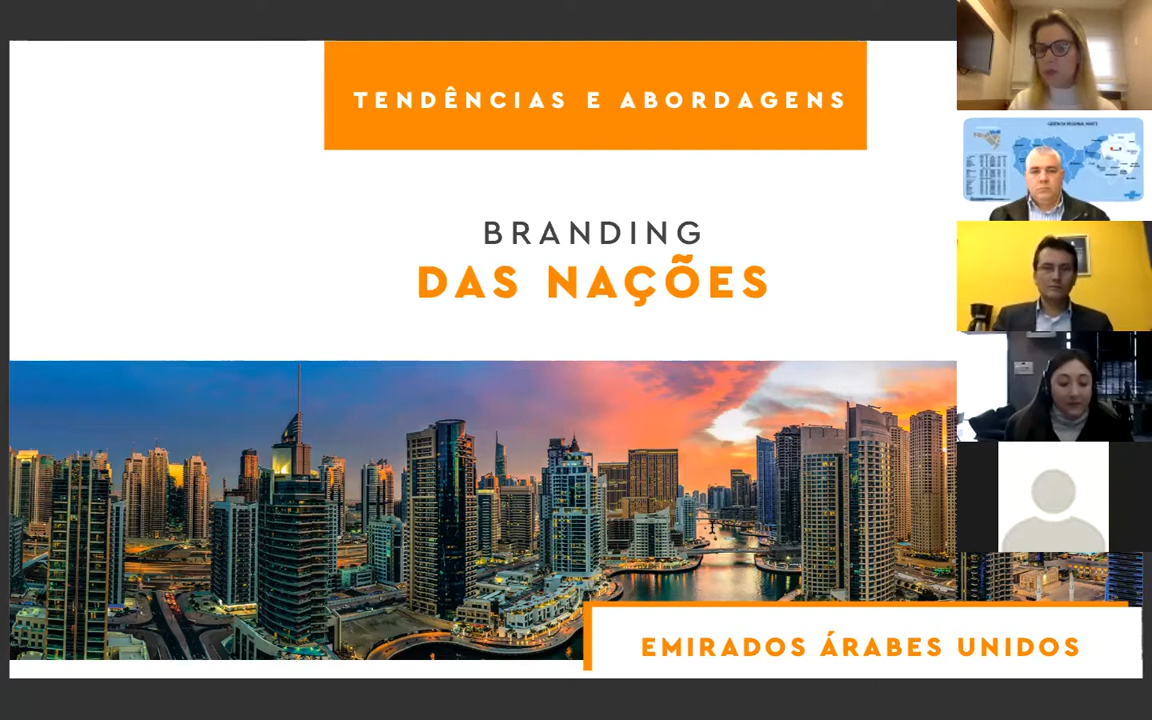 TENDÊNCIAS E ABORDAGENS
BRANDING
DAS NAÇÕES
EMIRADOS ÁRABES UNIDOS